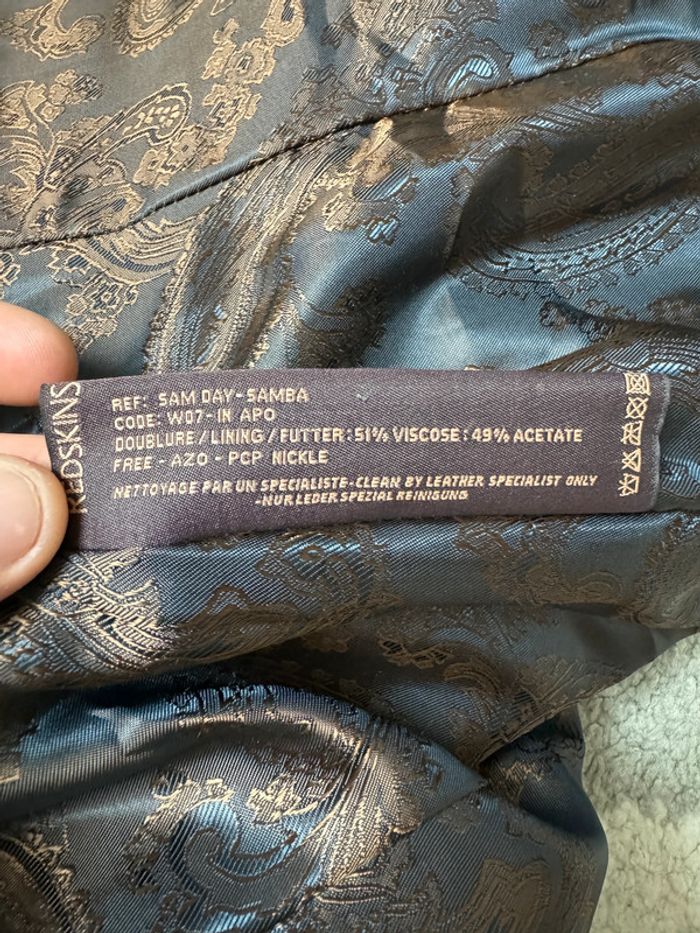 REDSKINS
REF: SAM DAY-SAMBA
CODE: W07-IN APO
DOUBLURE/LINING/FUTTER:51% VISCOSE:49% ACETATE
FREE - AZO - PCP NICKLE
NETTOYAGE PAR UN SPECIALISTE-CLEAN BY LEATHER SPECIALIST ONLY
-NUR LEDER SPEZIAL REINIGUNG